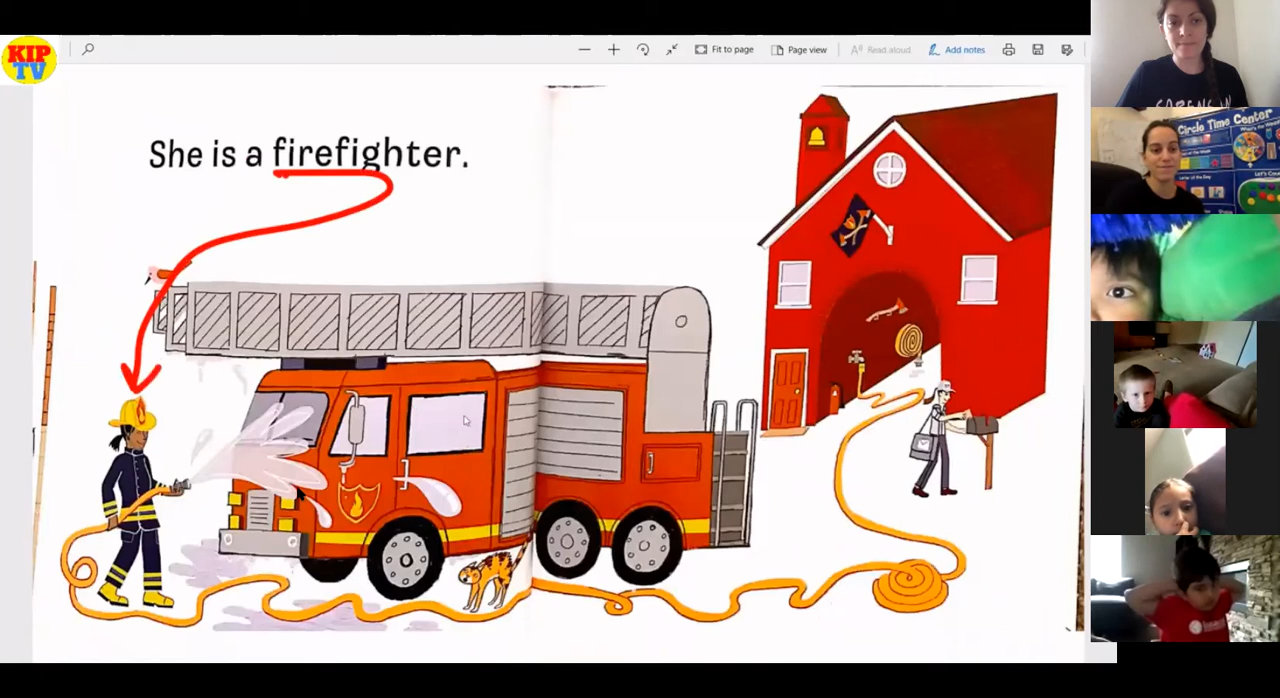 KIP
TV
Fit to page
Page view
Read aloud
Add notes
She is a firefighter.
Circle Time Center